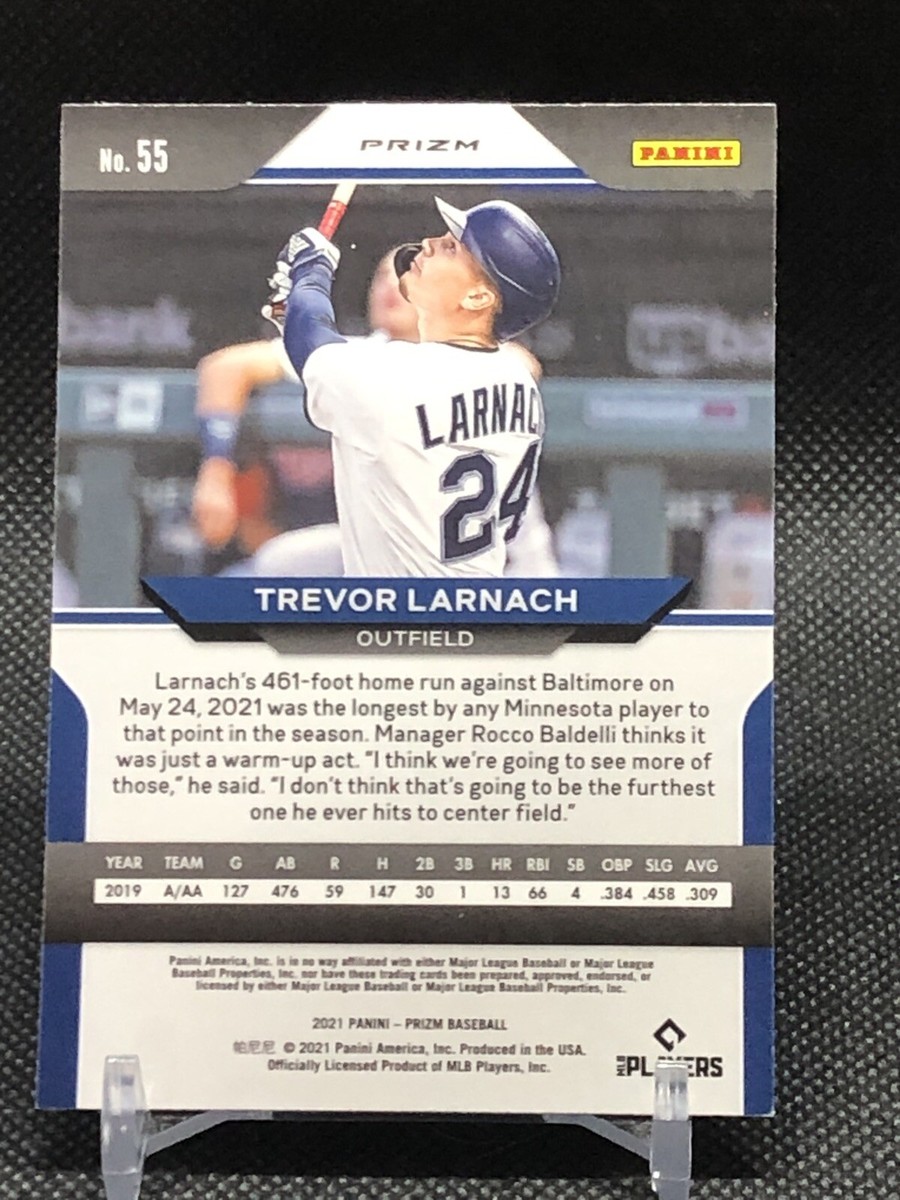 No. 55
PRIZM
PANINI
bank
LARNAC
24
TREVOR LARNACH
OUTFIELD
Larnach's 461-foot home run against Baltimore on
May 24, 2021 was the longest by any Minnesota player to
that point in the season. Manager Rocco Baldelli thinks it
was just a warm-up act. "I think we're going to see more of
those," he said. "I don't think that's going to be the furthest
one he ever hits to center field."
YEAR TEAM G AB R H 2B 3B HR RBI SB OBP SLG AVG
2019 A/AA 127 476 59 147 30 1 13 66 4 .384 .458 .309
Panini America, Inc. is in no way affiliated with either Major League Baseball or Major League
Baseball Properties, Inc. nor have these trading cards been prepared, approved, endorsed, or
licensed by either Major League Baseball or Major League Baseball Properties, Inc.
2021 PANINI – PRIZM BASEBALL
帕尼尼 © 2021 Panini America, Inc. Produced in the USA.
Officially Licensed Product of MLB Players, Inc.
MLB PLAYERS